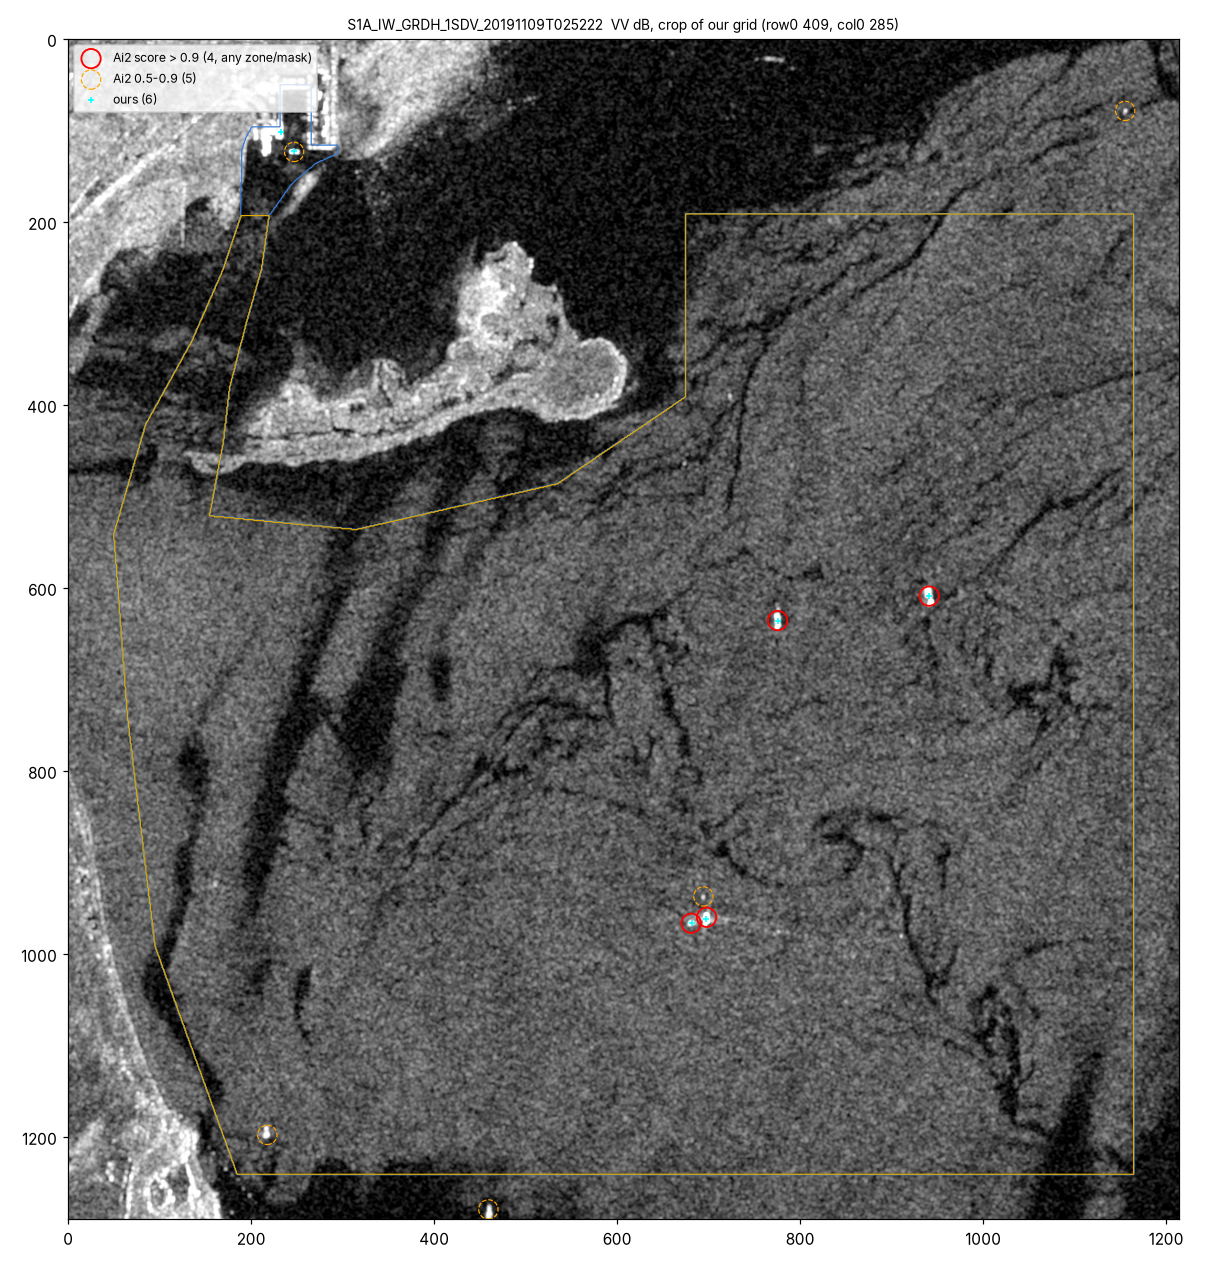 S1A_IW_GRDH_1SDV_20191109T025222 VV dB, crop of our grid (row0 409, col0 285)
Ai2 score > 0.9 (4, any zone/mask)
Ai2 0.5-0.9 (5)
ours (6)
0
200
400
600
800
1000
1200
0 200 400 600 800 1000 1200